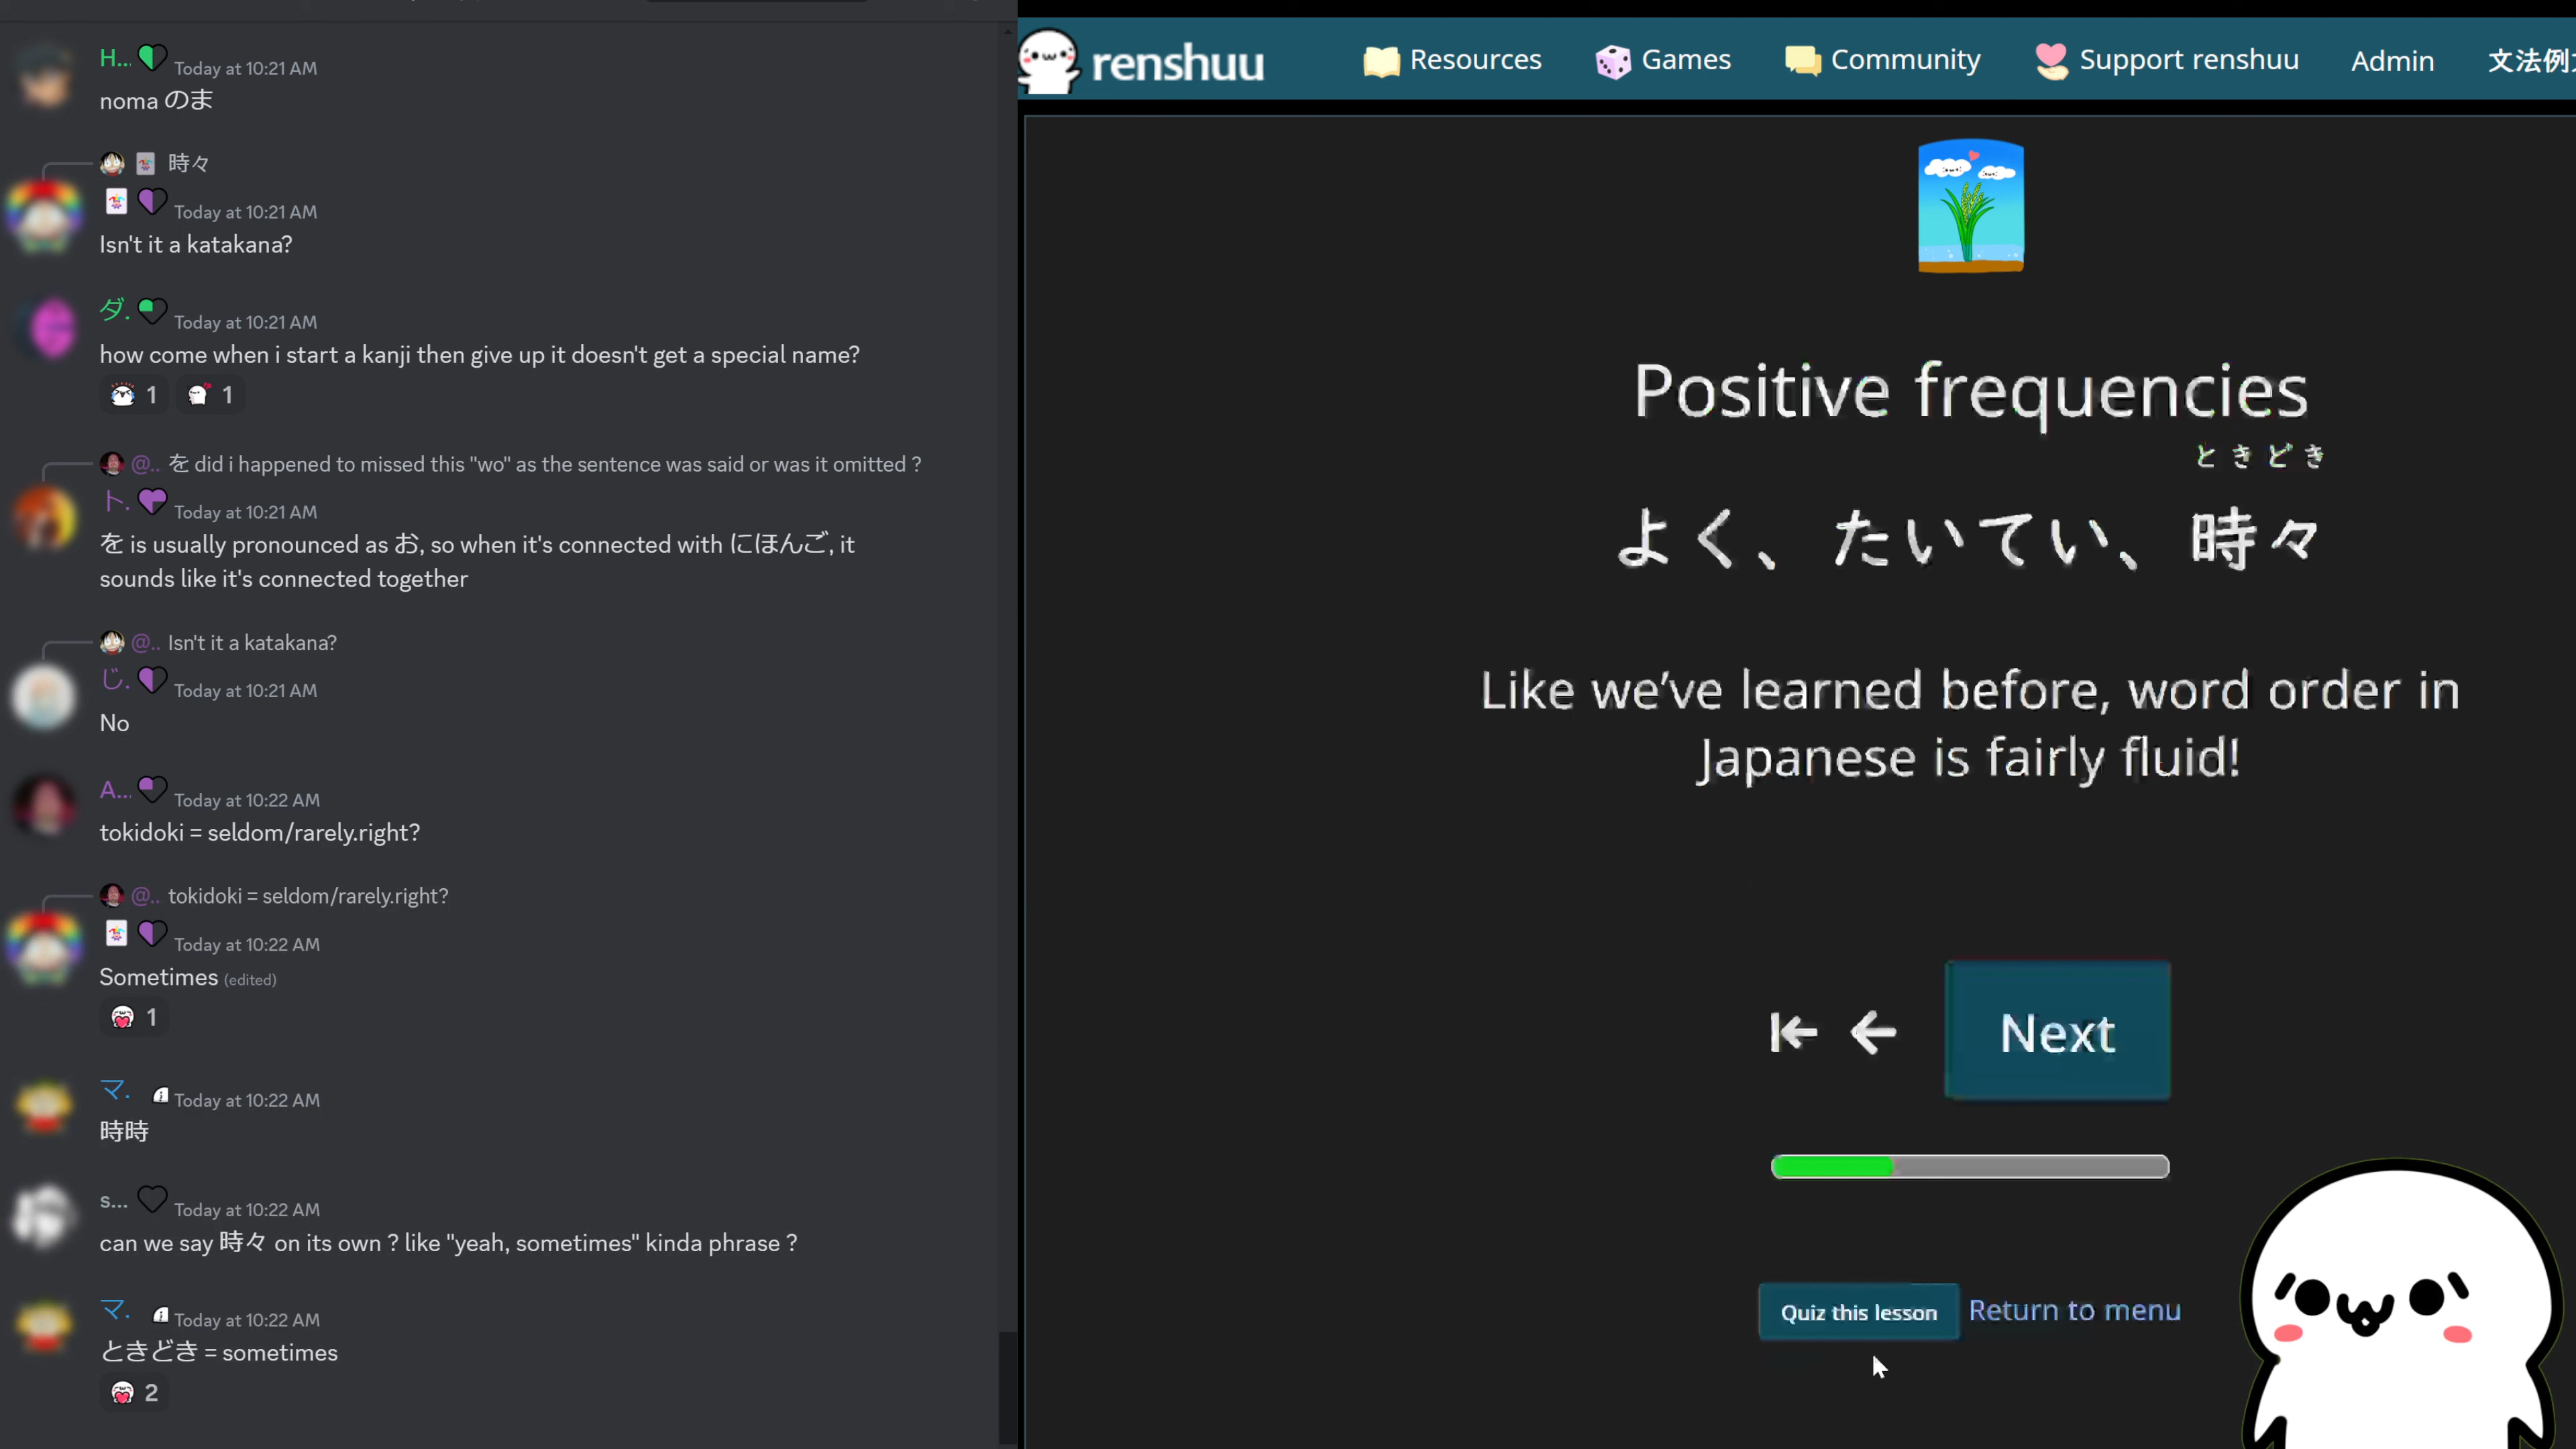 H... Today at 10:21 AM
noma のま
時々
Today at 10:21 AM
Isn't it a katakana?
ダ. Today at 10:21 AM
how come when i start a kanji then give up it doesn't get a special name?
1 1
@.. を did i happened to missed this "wo" as the sentence was said or was it omitted ?
ト. Today at 10:21 AM
を is usually pronounced as お, so when it's connected with にほんご, it
sounds like it's connected together
@.. Isn't it a katakana?
じ. Today at 10:21 AM
No
A... Today at 10:22 AM
tokidoki = seldom/rarely.right?
@.. tokidoki = seldom/rarely.right?
Today at 10:22 AM
Sometimes (edited)
1
マ. Today at 10:22 AM
時時
s... Today at 10:22 AM
can we say 時々 on its own ? like "yeah, sometimes" kinda phrase ?
マ. Today at 10:22 AM
ときどき = sometimes
2
renshuu Resources Games Community Support renshuu Admin 文法例
Positive frequencies
ときどき
よく、たいてい、時々
Like we've learned before, word order in
Japanese is fairly fluid!
Next
Quiz this lesson Return to menu